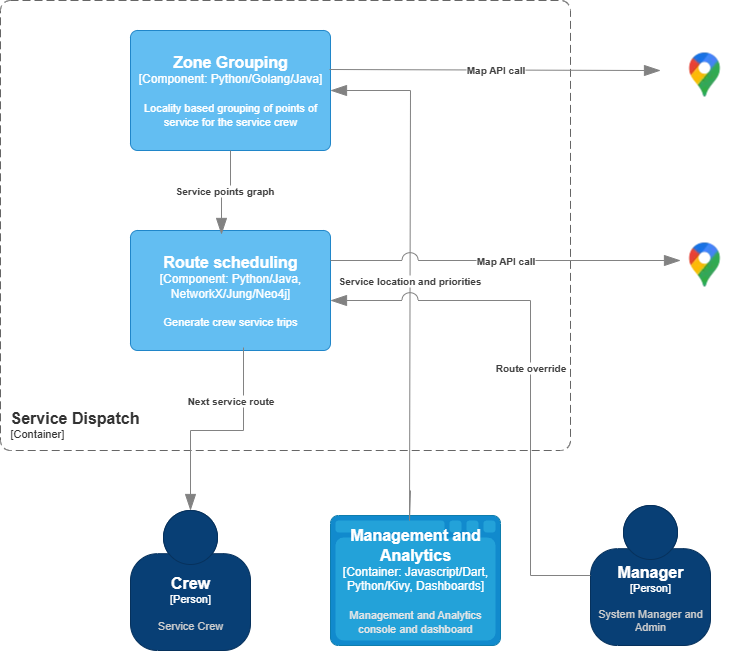 Zone Grouping
[Component: Python/Golang/Java]
Locality based grouping of points of
service for the service crew
Map API call
Service points graph
Route scheduling
[Component: Python/Java,
NetworkX/Jung/Neo4j]
Generate crew service trips
Map API call
Service location and priorities
Route override
Next service route
Service Dispatch
[Container]
Crew
[Person]
Service Crew
Management and
Analytics
[Container: Javascript/Dart,
Python/Kivy, Dashboards]
Management and Analytics
console and dashboard
Manager
[Person]
System Manager and
Admin